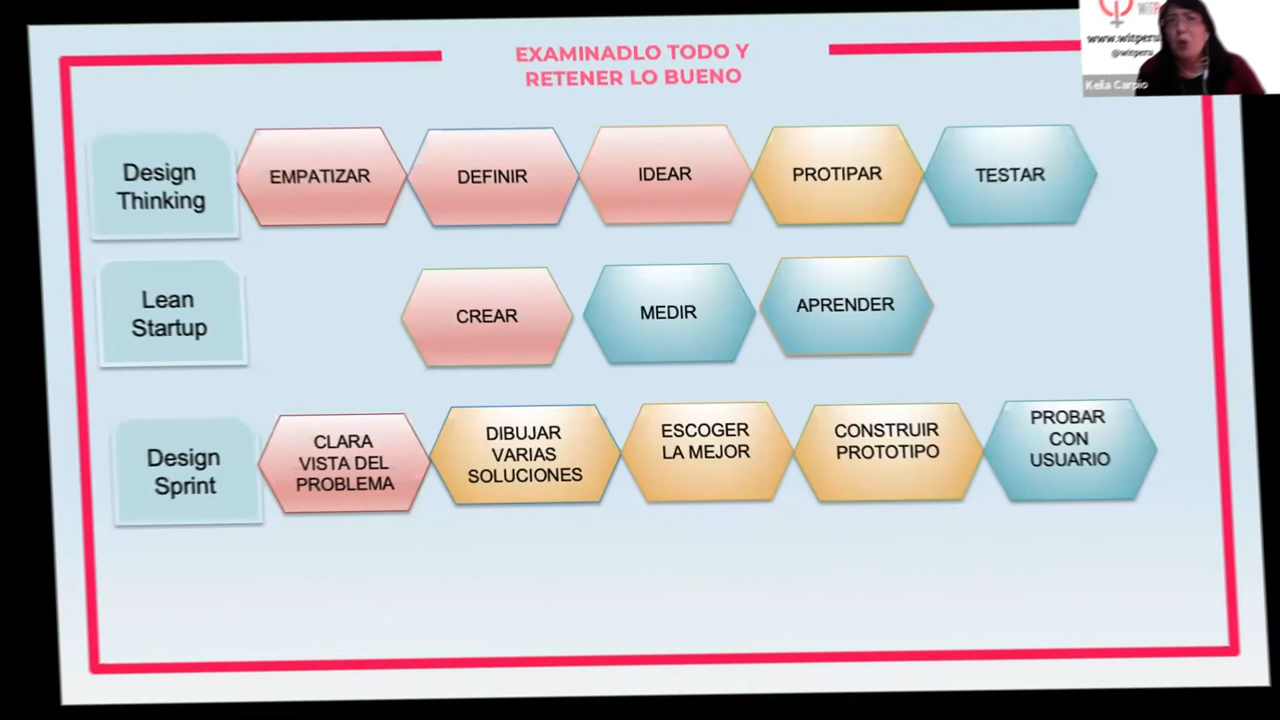 EXAMINADLO TODO Y
RETENER LO BUENO
www.witperu
@witperu
Keila Carpio
Design
Thinking
EMPATIZAR
DEFINIR
IDEAR
PROTIPAR
TESTAR
Lean
Startup
CREAR
MEDIR
APRENDER
Design
Sprint
CLARA
VISTA DEL
PROBLEMA
DIBUJAR
VARIAS
SOLUCIONES
ESCOGER
LA MEJOR
CONSTRUIR
PROTOTIPO
PROBAR
CON
USUARIO